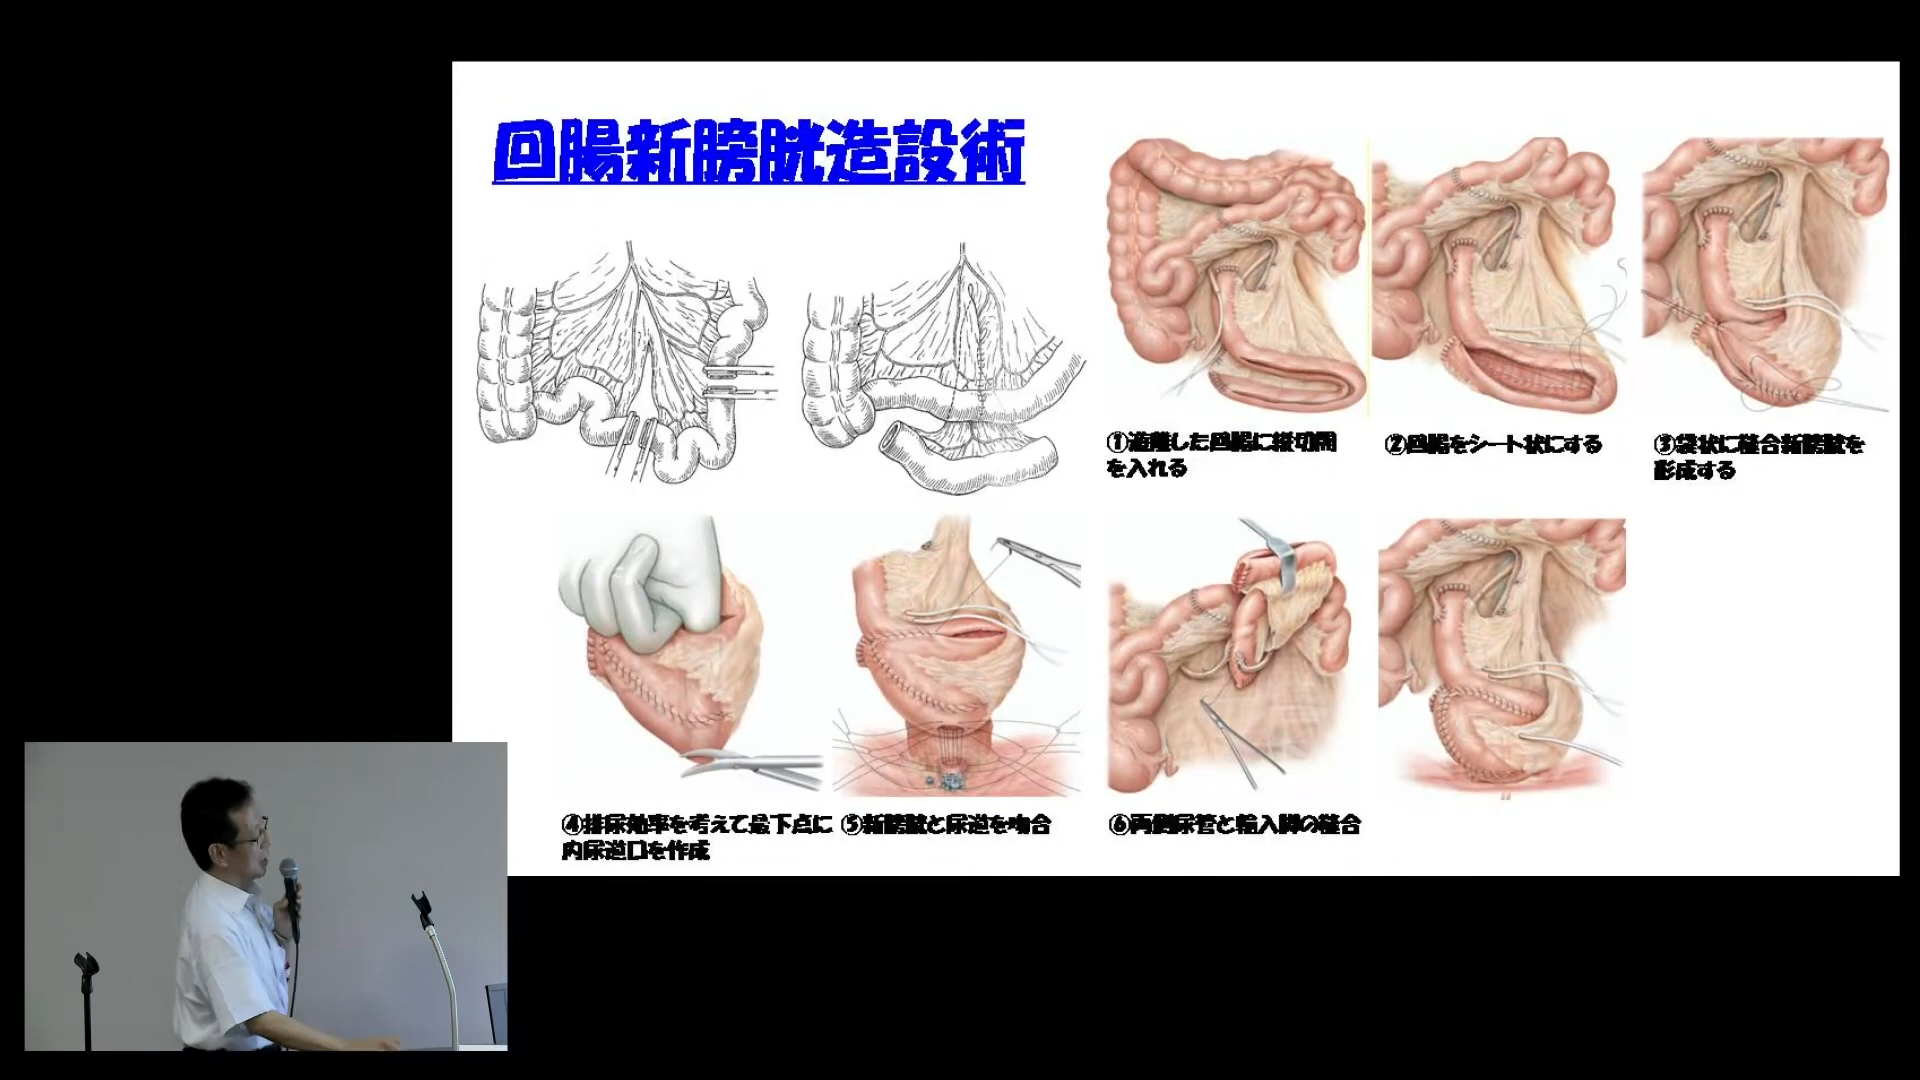 回腸新膀胱造設術
①遊離した回腸に縦切開
を入れる
②回腸をシート状にする
③袋状に縫合新膀胱を
形成する
④排尿効率を考えて最下点に
内尿道口を作成
⑤新膀胱と尿道を吻合
⑥両側尿管と輸入脚の縫合